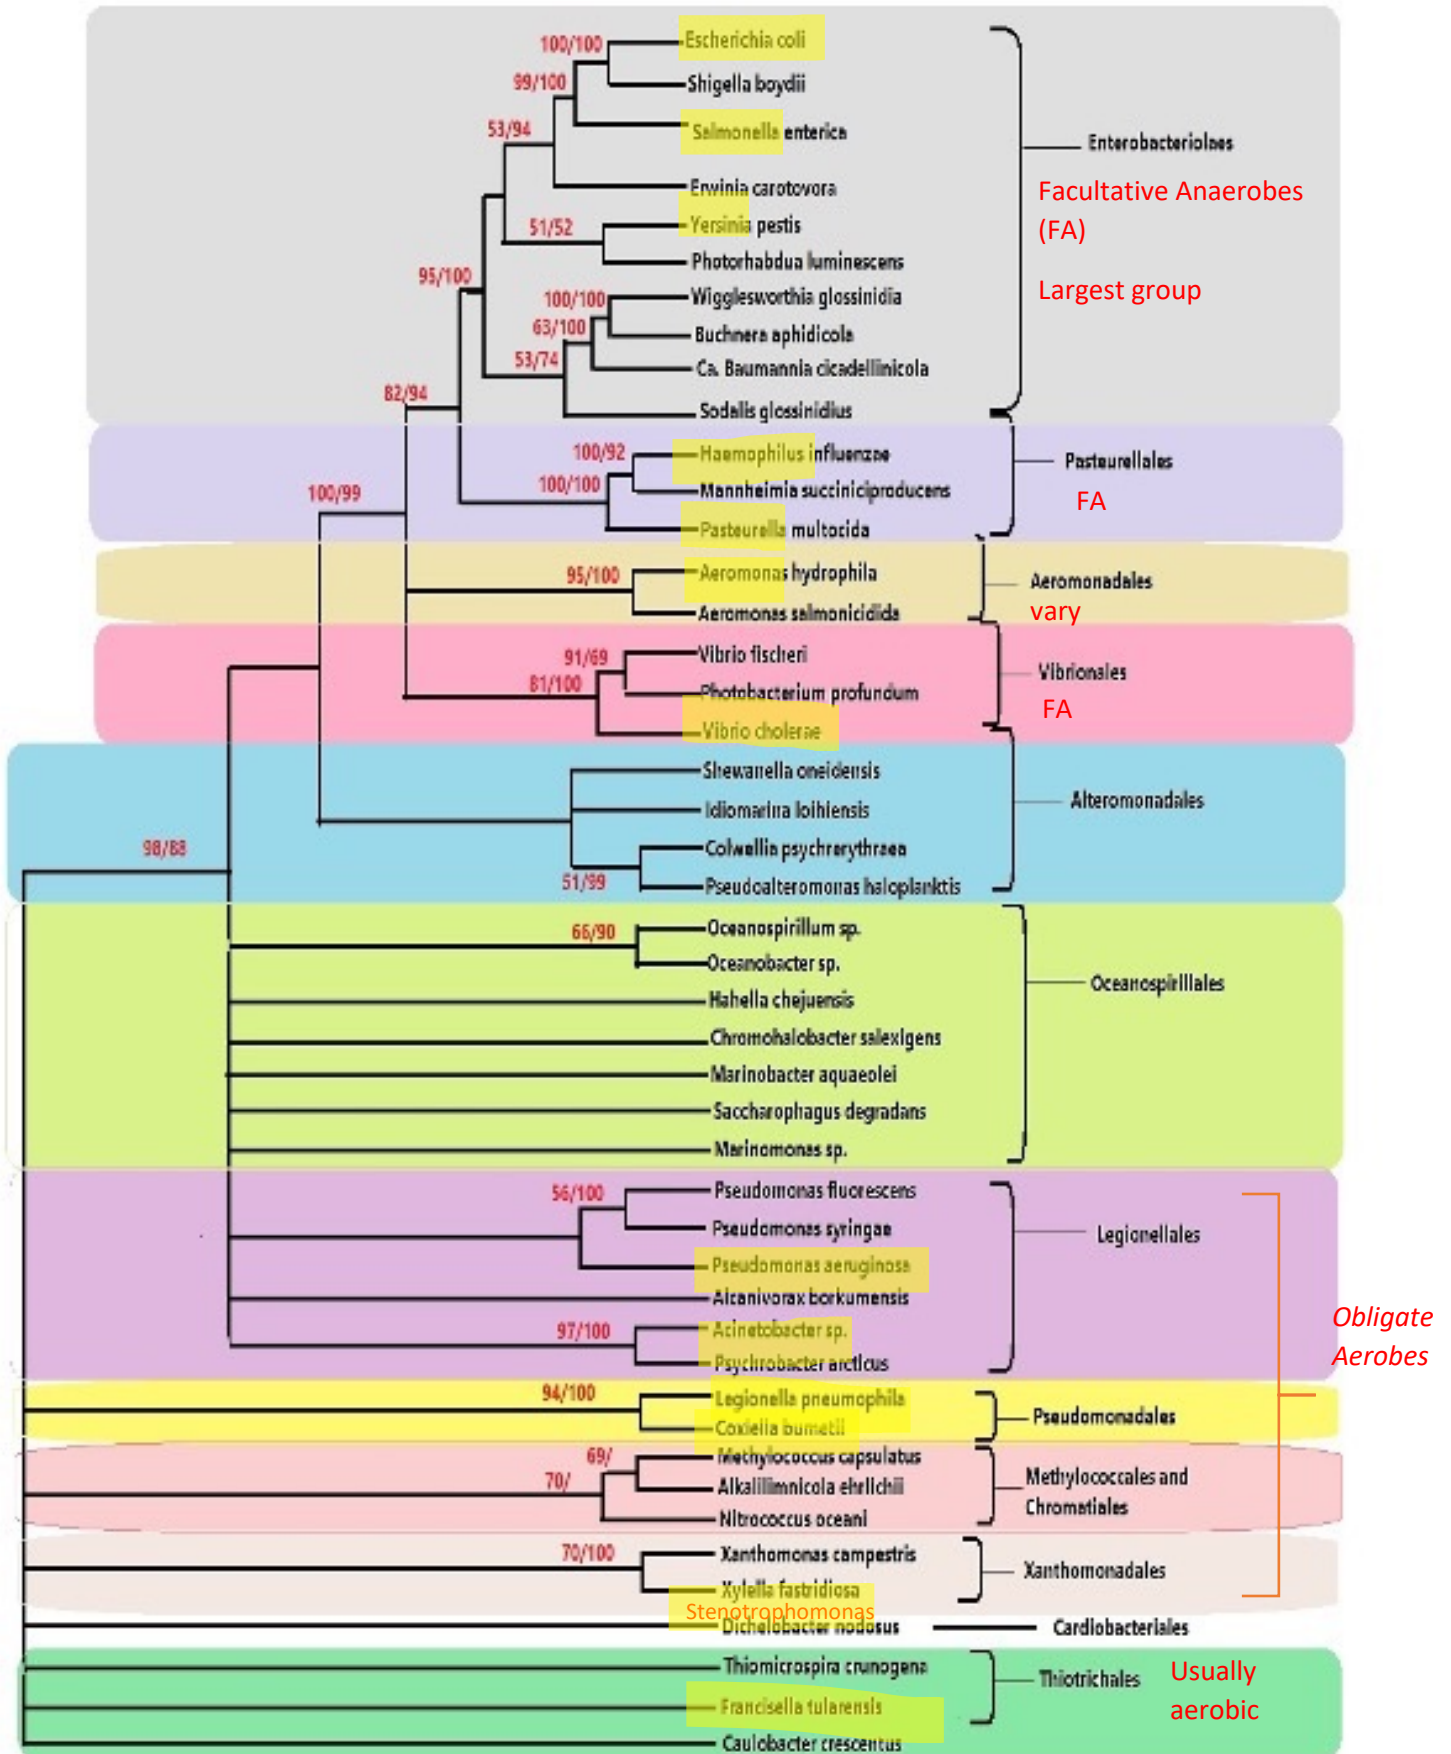 100/100
Escherichia coli
99/100
Shigella boydii
53/94
Salmonella enterica
Enterobacteriolaes
Erwinia carotovora
Facultative Anaerobes
(FA)
51/52
Yersinia pestis
Photorhabdua luminescens
95/100
Largest group
100/100
Wigglesworthia glossinidia
63/100
Buchnera aphidicola
53/74
Ca. Baumannia cicadellinicola
82/94
Sodalis glossinidius
100/92
Haemophilus influenzae
Pasteurellales
100/100
Mannheimia succiniciproducens
FA
100/99
Pasteurella multocida
95/100
Aeromonas hydrophila
Aeromonadales
Aeromonas salmonicidida
vary
91/69
Vibrio fischeri
Vibrionales
81/100
Photobacterium profundum
FA
Vibrio cholerae
Shewanella oneidensis
Idiomarina loihiensis
Alteromonadales
98/88
Colwellia psychrerythraea
51/99
Pseudoalteromonas haloplanktis
66/90
Oceanospirillum sp.
Oceanobacter sp.
Oceanospirillales
Hahella chejuensis
Chromohalobacter salexigens
Marinobacter aquaeolei
Saccharophagus degradans
Marinomonas sp.
56/100
Pseudomonas fluorescens
Pseudomonas syringae
Legionellales
Pseudomonas aeruginosa
Alcanivorax borkumensis
Obligate
Aerobes
97/100
Acinetobacter sp.
Psychrobacter arcticus
94/100
Legionella pneumophila
Pseudomonadales
Coxiella burnetii
69/
Methylococcus capsulatus
70/
Alkalilimnicola ehrlichii
Methylococcales and
Chromatiales
Nitrococcus oceani
70/100
Xanthomonas campestris
Xanthomonadales
Xylella fastridiosa
Stenotrophomonas
Dichelobacter nodosus
Cardiobacteriales
Thiomicrospira crunogena
Thiotrichales
Usually
aerobic
Francisella tularensis
Caulobacter crescentus